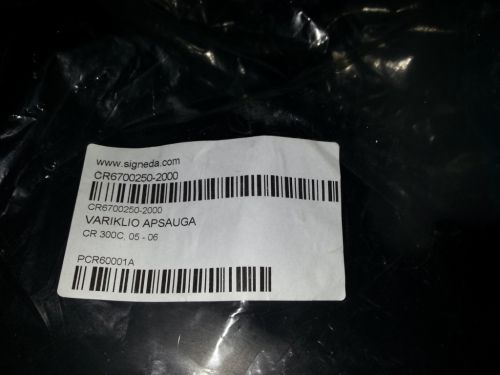 www.signeda.com
CR6700250-2000
CR6700250-2000
VARIKLIO APSAUGA
CR 300C, 05 - 06
PCR60001A